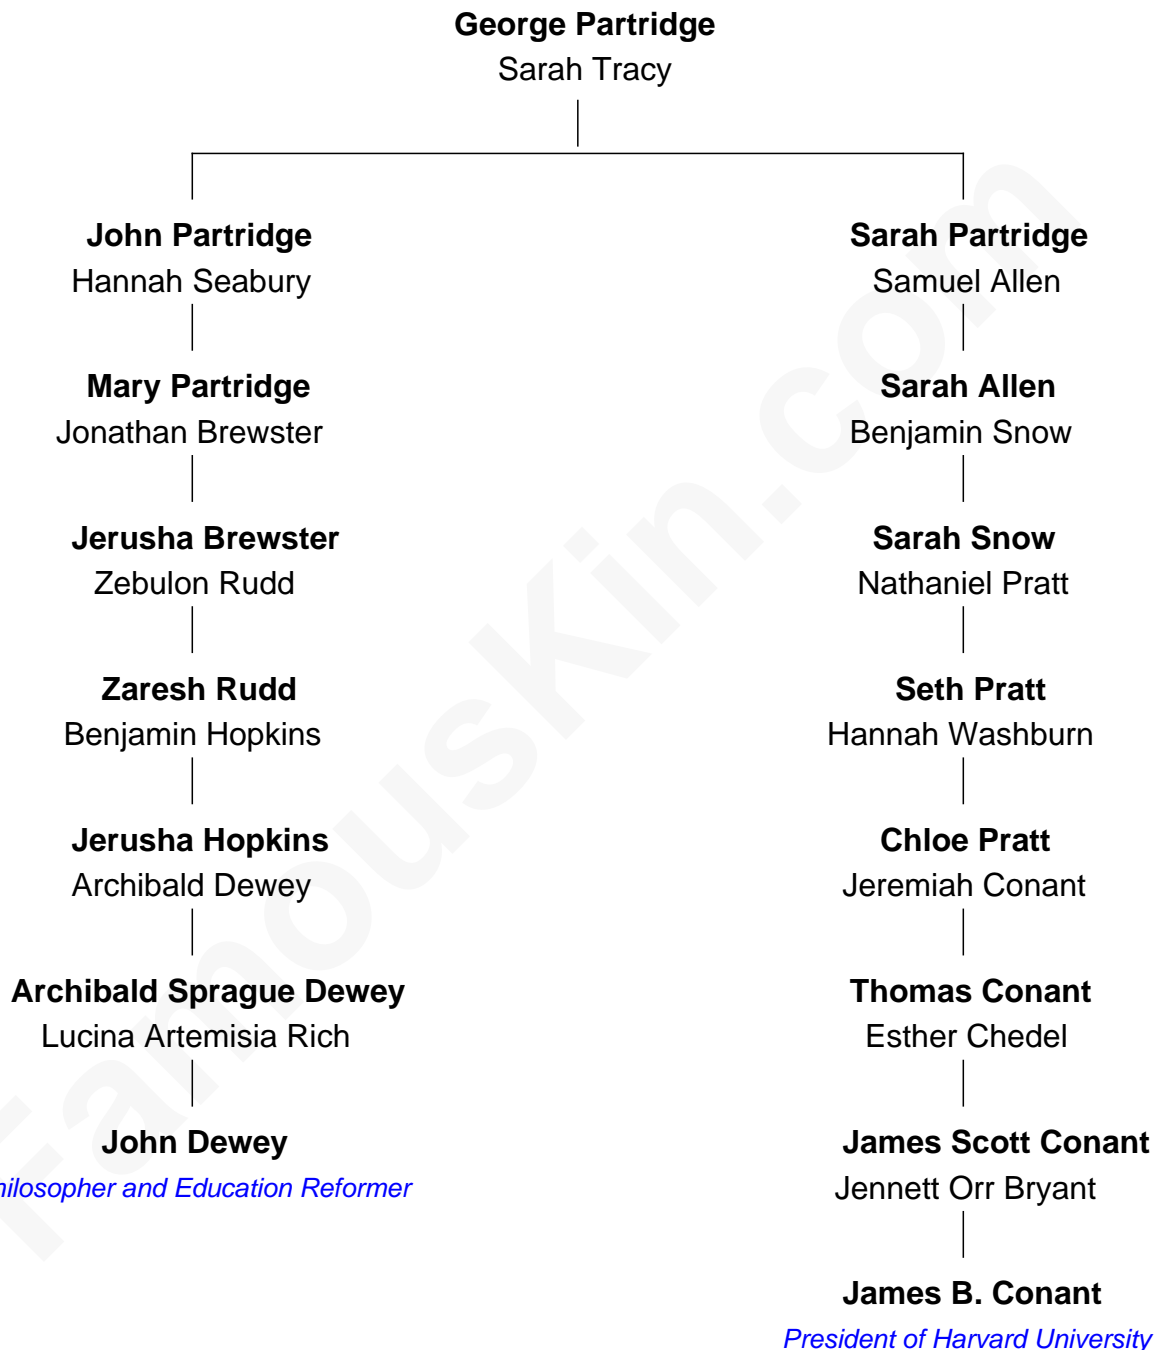 George Partridge
Sarah Tracy
John Partridge
Hannah Seabury
Mary Partridge
Jonathan Brewster
Jerusha Brewster
Zebulon Rudd
Zaresh Rudd
Benjamin Hopkins
Jerusha Hopkins
Archibald Dewey
Archibald Sprague Dewey
Lucina Artemisia Rich
John Dewey
hilosopher and Education Reformer
Sarah Partridge
Samuel Allen
Sarah Allen
Benjamin Snow
Sarah Snow
Nathaniel Pratt
Seth Pratt
Hannah Washburn
Chloe Pratt
Jeremiah Conant
Thomas Conant
Esther Chedel
James Scott Conant
Jennett Orr Bryant
James B. Conant
President of Harvard University
FamousKin.com